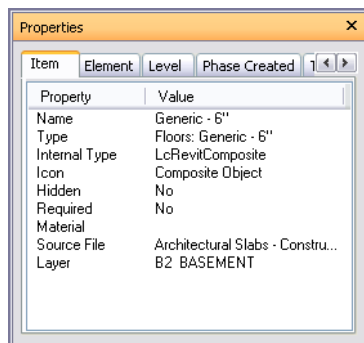 Properties
Item Element Level Phase Created
Property Value
Name Generic - 6"
Type Floors: Generic - 6"
Internal Type LcRevitComposite
Icon Composite Object
Hidden No
Required No
Material
Source File Architectural Slabs - Constru...
Layer B2 BASEMENT